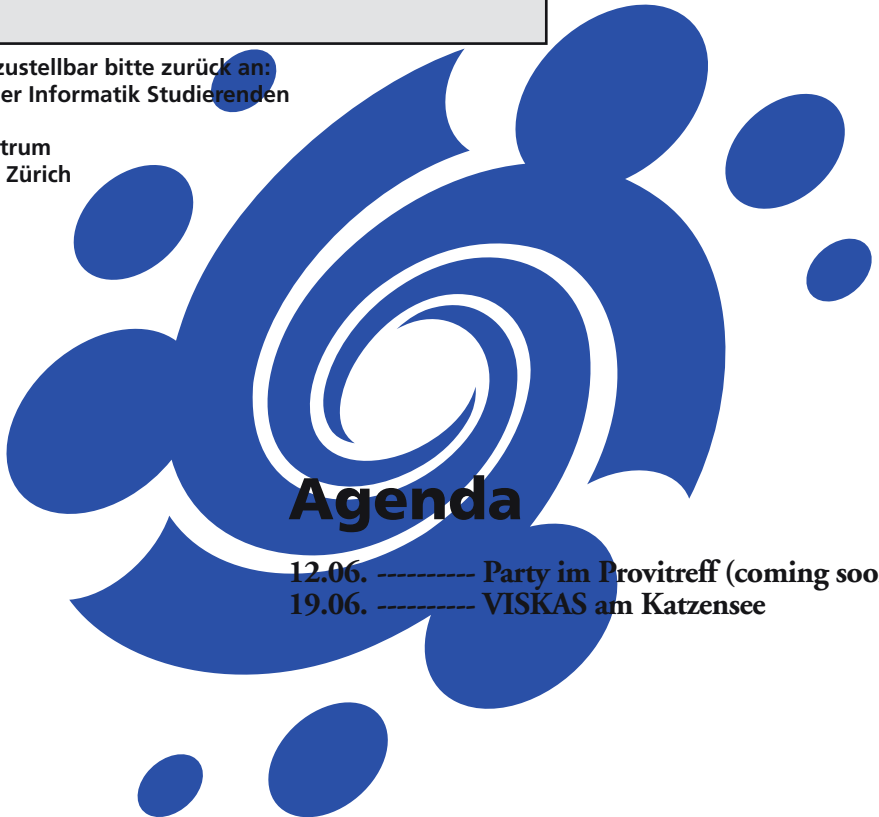 zustellbar bitte zurück an:
er Informatik Studierenden
trum
Zürich
Agenda
12.06. ---------- Party im Provitreff (coming soo
19.06. ---------- VISKAS am Katzensee